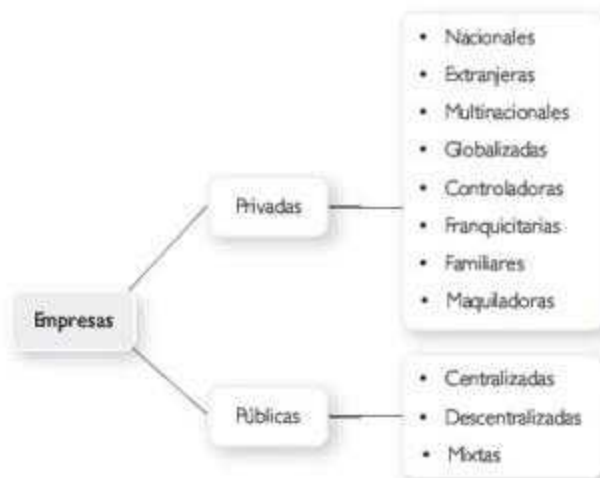 Empresas
Privadas
• Nacionales
• Extranjeras
• Multinacionales
• Globalizadas
• Controladoras
• Franquicitarias
• Familiares
• Maquiladoras
Públicas
• Centralizadas
• Descentralizadas
• Mixtas